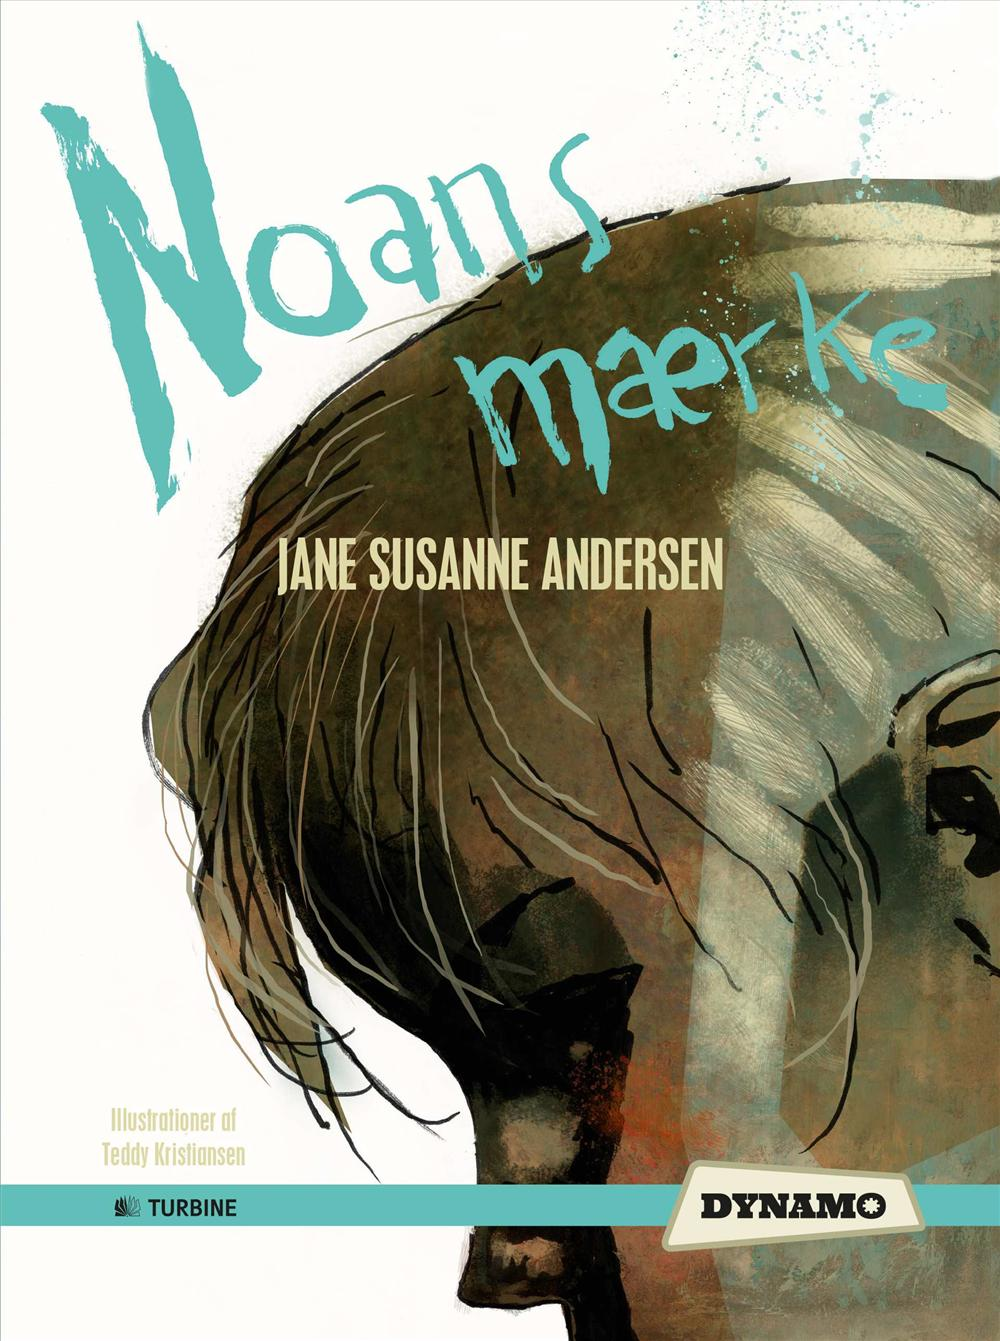 Noans
mærke
JANE SUSANNE ANDERSEN
Illustrationer af
Teddy Kristiansen
TURBINE
DYNAMO